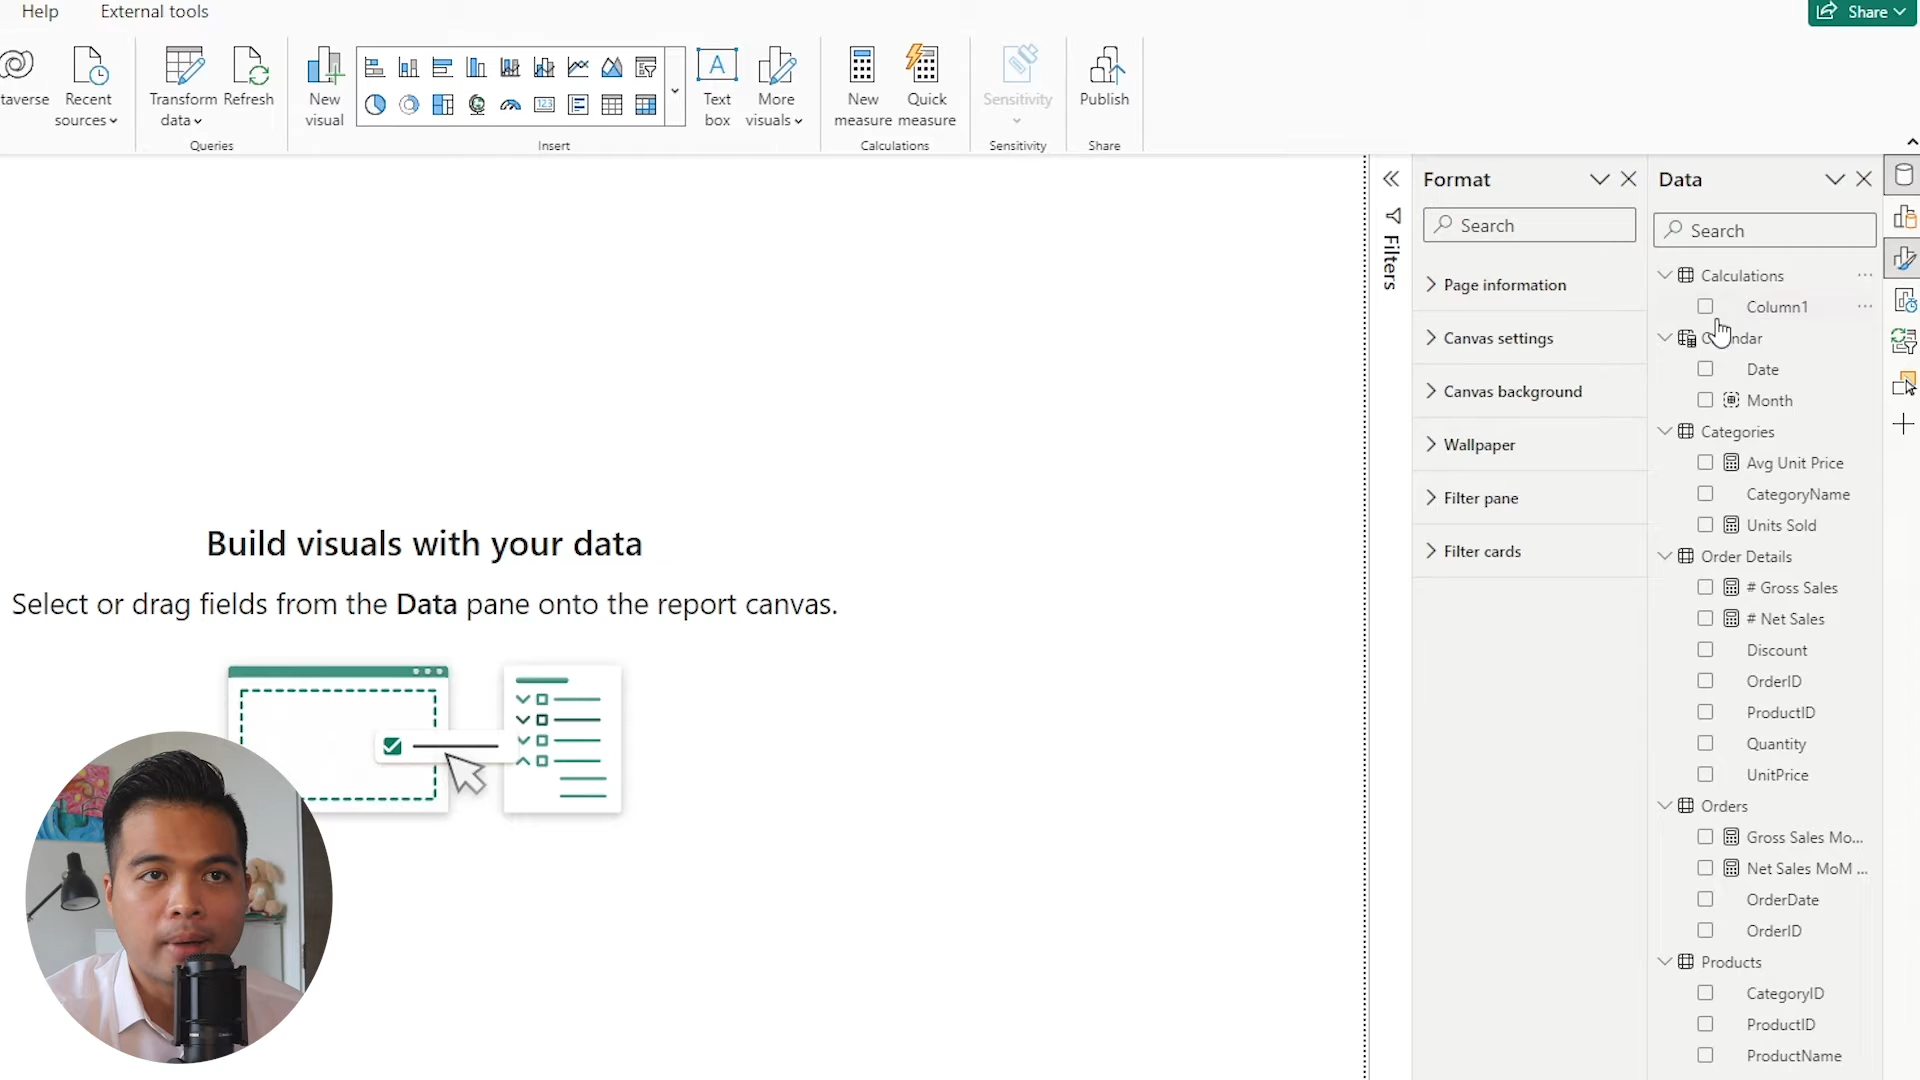 Help External tools
Share
taverse Recent sources
Transform data Refresh
New visual
Text box More visuals
New measure Quick measure
Sensitivity
Publish
Queries Insert Calculations Sensitivity Share
Filters
Format
Search
Page information
Canvas settings
Canvas background
Wallpaper
Filter pane
Filter cards
Data
Search
Calculations
Column1
C ndar
Date
Month
Categories
Avg Unit Price
CategoryName
Units Sold
Order Details
# Gross Sales
# Net Sales
Discount
OrderID
ProductID
Quantity
UnitPrice
Orders
Gross Sales Mo...
Net Sales MoM ...
OrderDate
OrderID
Products
CategoryID
ProductID
ProductName
Build visuals with your data
Select or drag fields from the Data pane onto the report canvas.